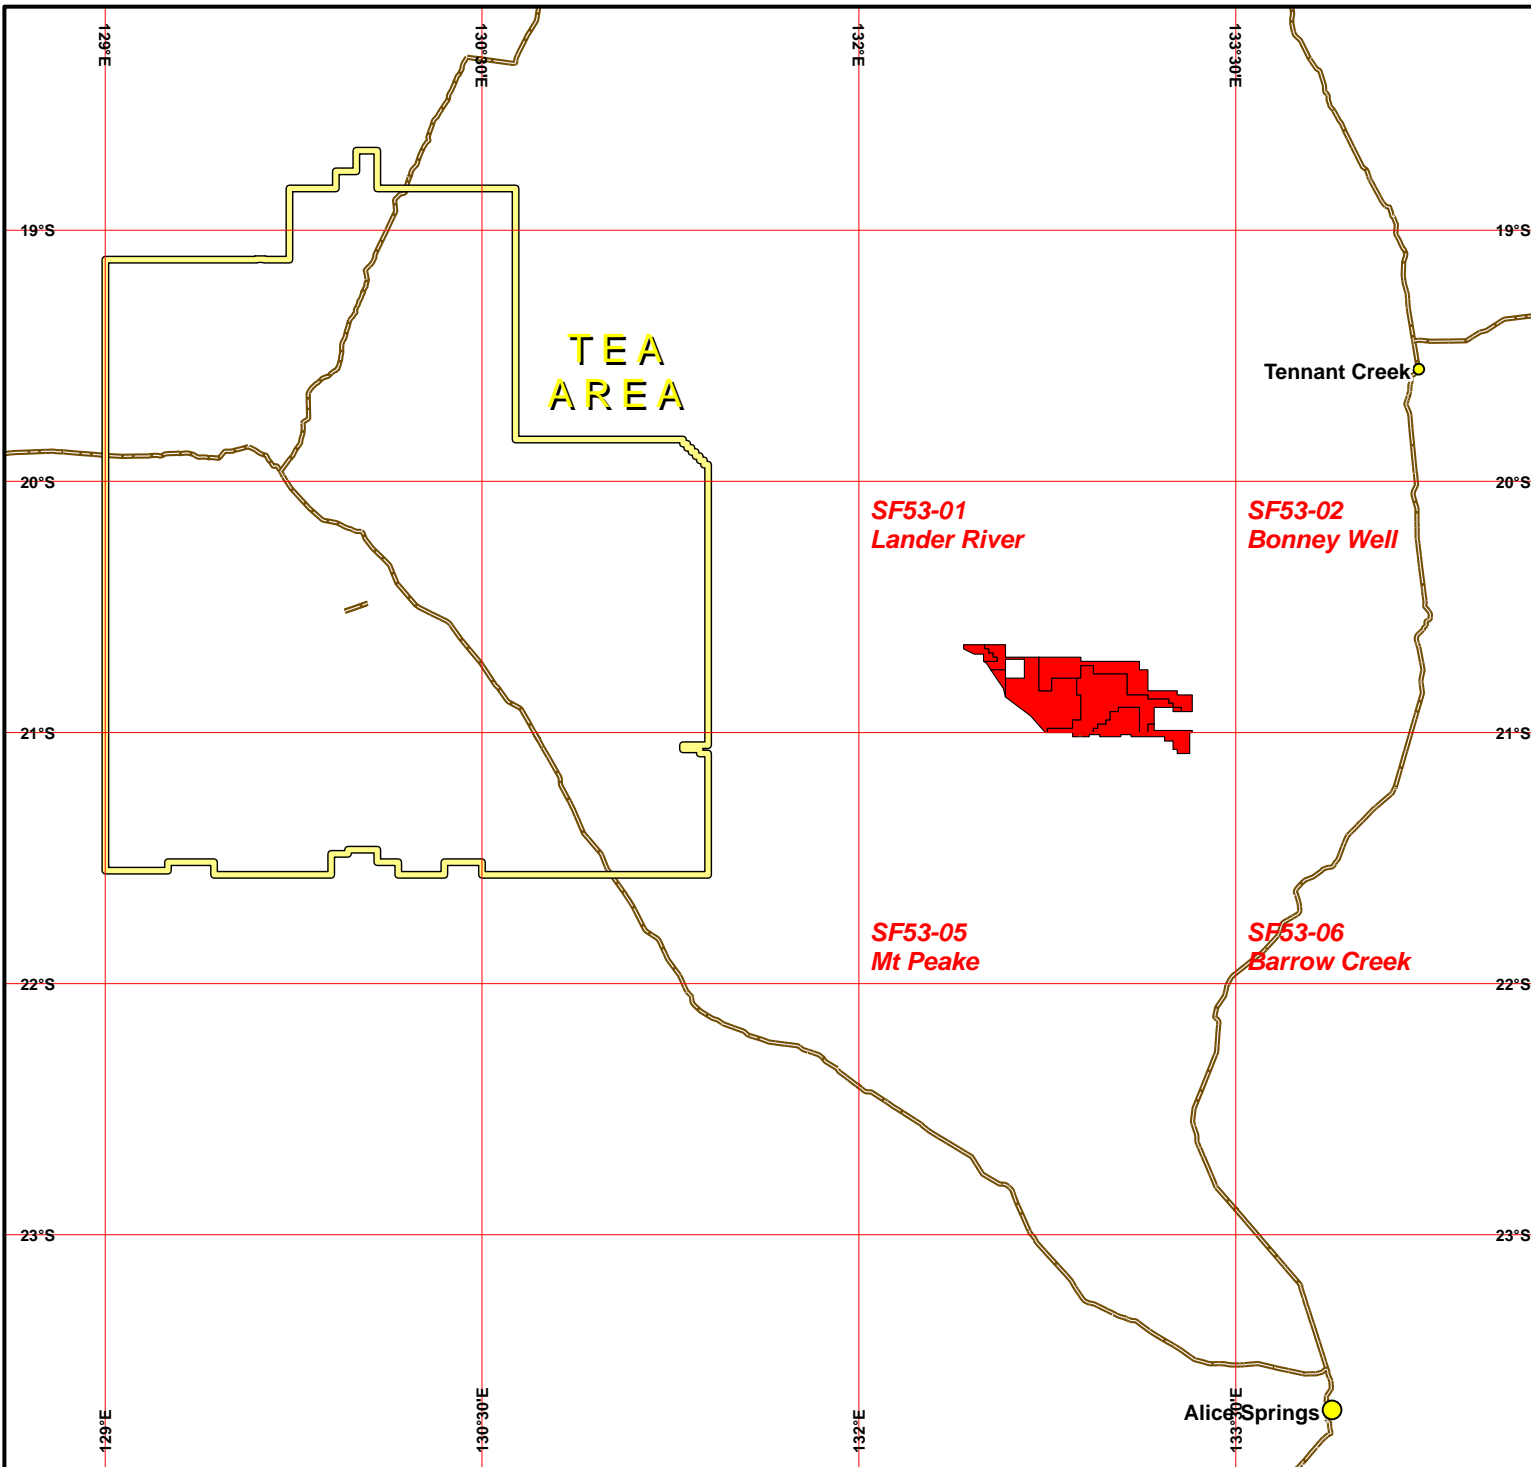 129°E
130°30'E
132°E
133°30'E
19°S
19°S
TEA
AREA
Tennant Creek
20°S
20°S
SF53-01
Lander River
SF53-02
Bonney Well
21°S
21°S
SF53-05
Mt Peake
SF53-06
Barrow Creek
22°S
22°S
23°S
23°S
Alice Springs
129°E
130°30'E
132°E
133°30'E